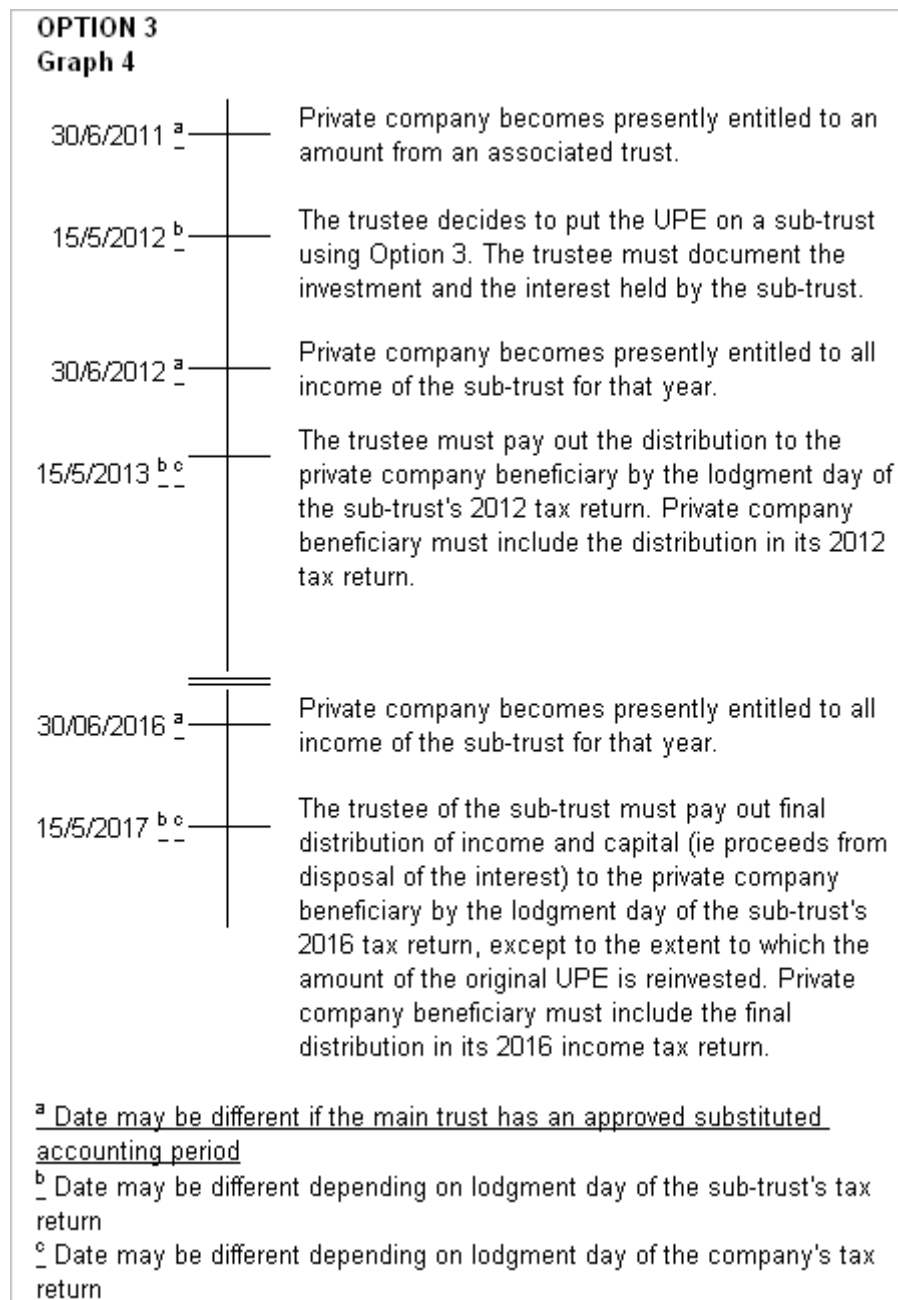 OPTION 3
Graph 4
30/6/2011 a
Private company becomes presently entitled to an
amount from an associated trust.
15/5/2012 b
The trustee decides to put the UPE on a sub-trust
using Option 3. The trustee must document the
investment and the interest held by the sub-trust.
30/6/2012 a
Private company becomes presently entitled to all
income of the sub-trust for that year.
15/5/2013 b c
The trustee must pay out the distribution to the
private company beneficiary by the lodgment day of
the sub-trust's 2012 tax return. Private company
beneficiary must include the distribution in its 2012
tax return.
30/06/2016 a
Private company becomes presently entitled to all
income of the sub-trust for that year.
15/5/2017 b c
The trustee of the sub-trust must pay out final
distribution of income and capital (ie proceeds from
disposal of the interest) to the private company
beneficiary by the lodgment day of the sub-trust's
2016 tax return, except to the extent to which the
amount of the original UPE is reinvested. Private
company beneficiary must include the final
distribution in its 2016 income tax return.
a Date may be different if the main trust has an approved substituted
accounting period
b Date may be different depending on lodgment day of the sub-trust's tax
return
c Date may be different depending on lodgment day of the company's tax
return